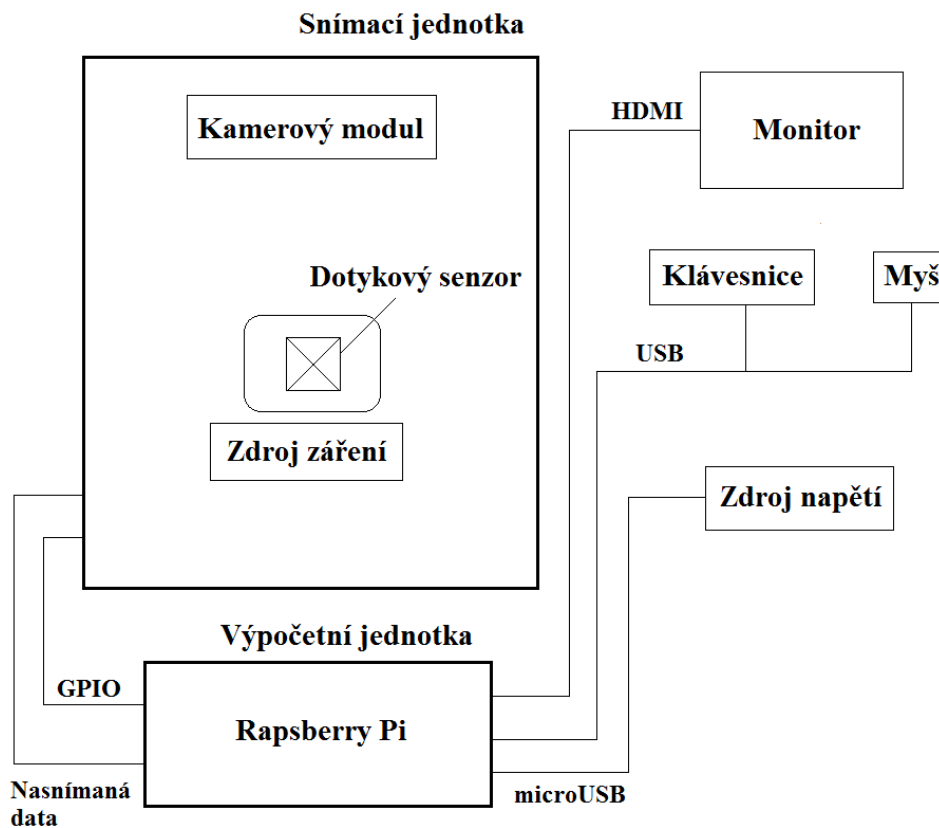 Snímací jednotka
Kamerový modul
HDMI
Monitor
Dotykový senzor
Klávesnice
Myš
USB
Zdroj záření
Zdroj napětí
Výpočetní jednotka
GPIO
Rapsberry Pi
Nasnímaná
data
microUSB